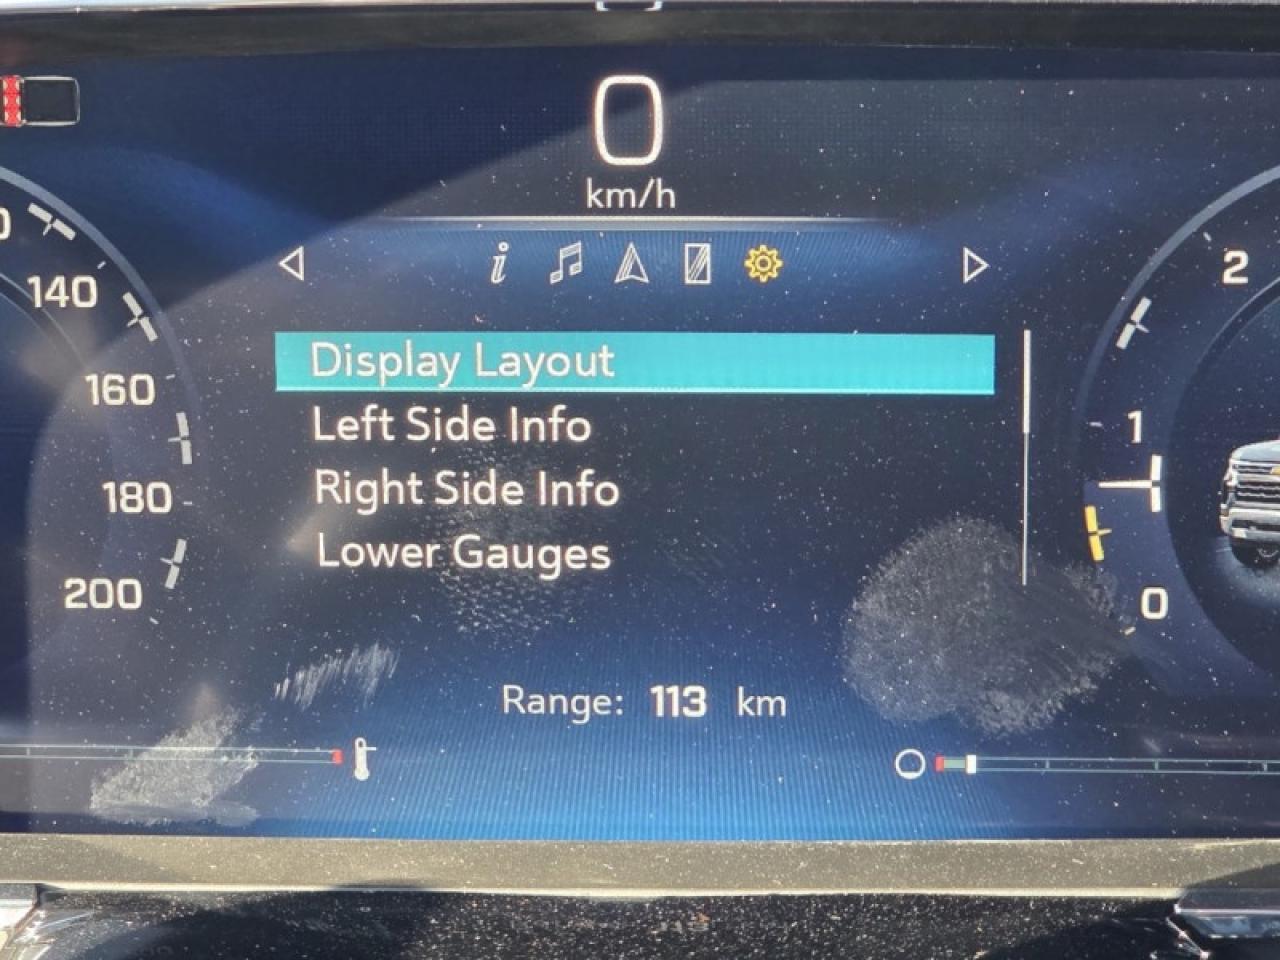 0
km/h
i
140
160
180
200
Display Layout
Left Side Info
Right Side Info
Lower Gauges
2
1
0
Range: 113 km